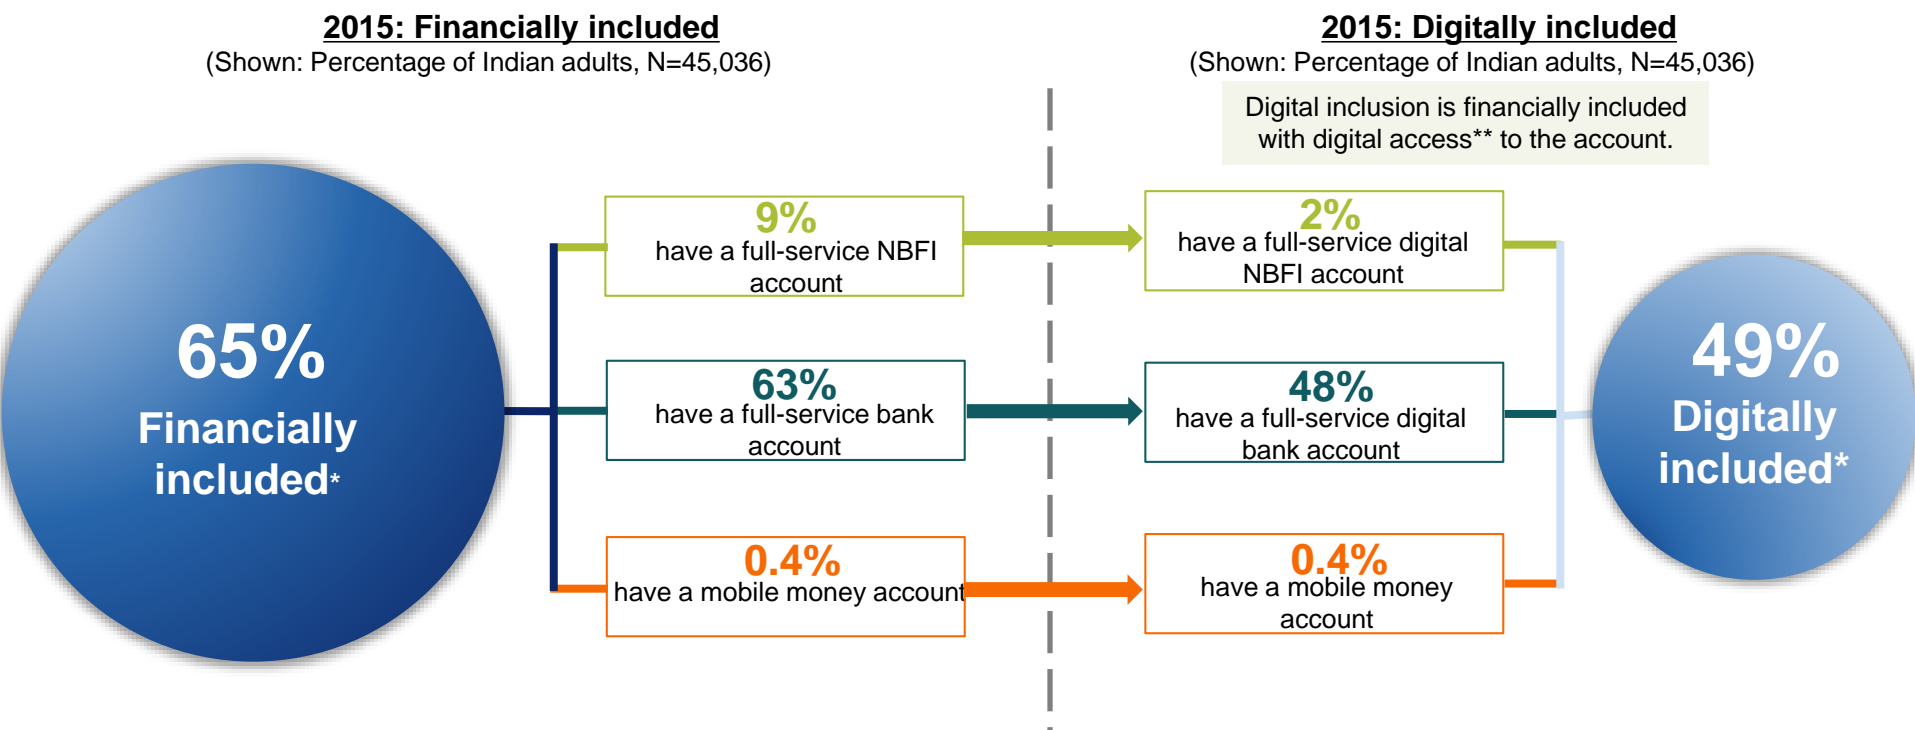 2015: Financially included
(Shown: Percentage of Indian adults, N=45,036)
65%
Financially
included*
9%
have a full-service NBFI
account
63%
have a full-service bank
account
0.4%
have a mobile money account
2015: Digitally included
(Shown: Percentage of Indian adults, N=45,036)
Digital inclusion is financially included
with digital access** to the account.
2%
have a full-service digital
NBFI account
48%
have a full-service digital
bank account
0.4%
have a mobile money
account
49%
Digitally
included*